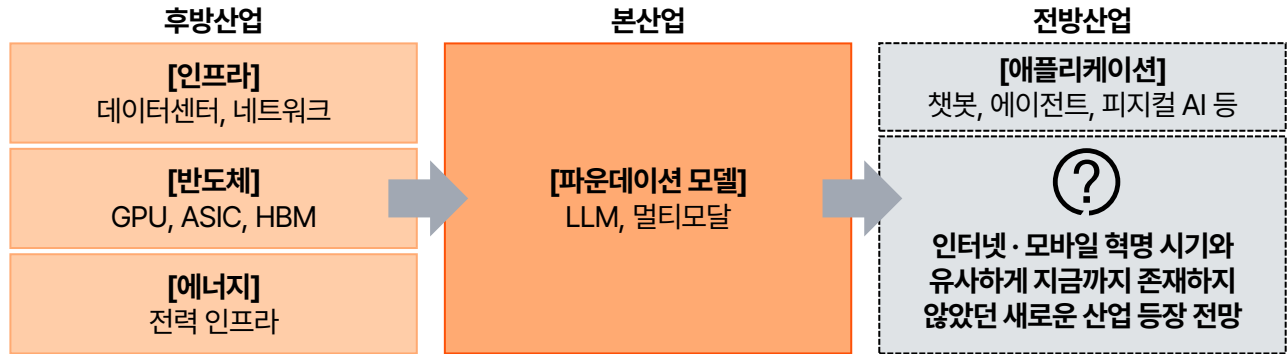 후방산업
[인프라]
데이터센터, 네트워크
[반도체]
GPU, ASIC, HBM
[에너지]
전력 인프라
본산업
[파운데이션 모델]
LLM, 멀티모달
전방산업
[애플리케이션]
챗봇, 에이전트, 피지컬 AI 등
?
인터넷 · 모바일 혁명 시기와
유사하게 지금까지 존재하지
않았던 새로운 산업 등장 전망